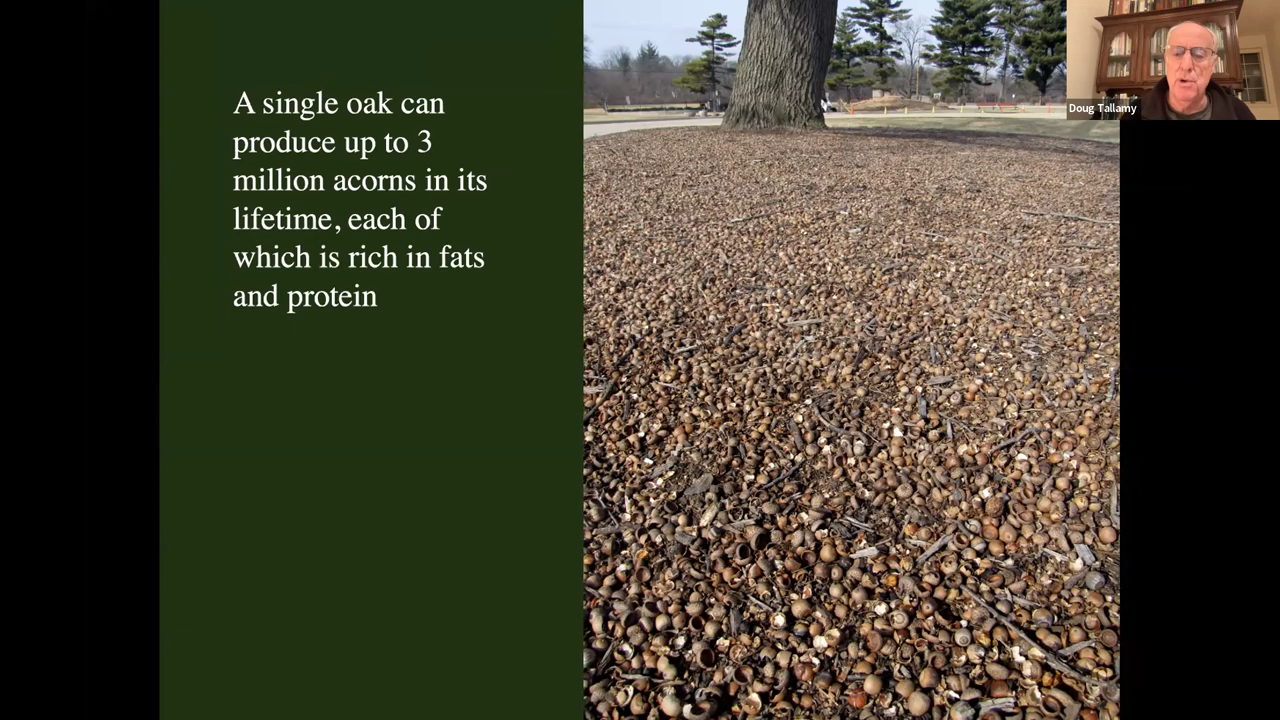 A single oak can
produce up to 3
million acorns in its
lifetime, each of
which is rich in fats
and protein
Doug Tallamy